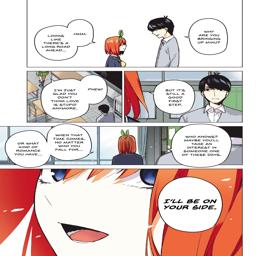 HMM.
LOOKS
LIKE
THERE'S
A LONG
ROAD
AHEAD...
WHY
ARE YOU
BRINGING
UP
I'M JUST
GLAD YOU
DON'T
THINK LOVE
IS STUPID
ANYMORE.
PHEW!
BUT IT'S
A GOOD
FIRST
STEP.
OR WHAT
KIND OF
ROMANCE
YOU HAVE...
WHEN THAT
TIME COMES,
NO MATTER
WHO YOU
FALL FOR...
WHO KNOWS?
MAYBE YOU'LL
TAKE AN
INTEREST IN
SOMEONE ONE
OF THESE DAYS.
I'LL BE ON
YOUR SIDE.